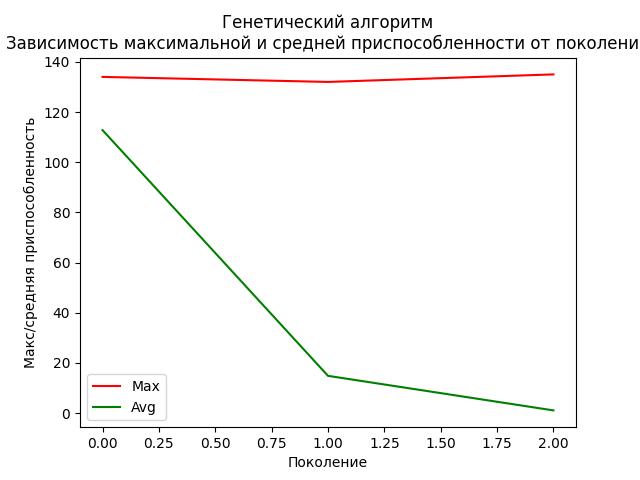 Генетический алгоритм
Зависимость максимальной и средней приспособленности от поколени
Макс/средняя приспособленность
140
120
100
80
60
40
20
0
Max
Avg
0.00 0.25 0.50 0.75 1.00 1.25 1.50 1.75 2.00
Поколение